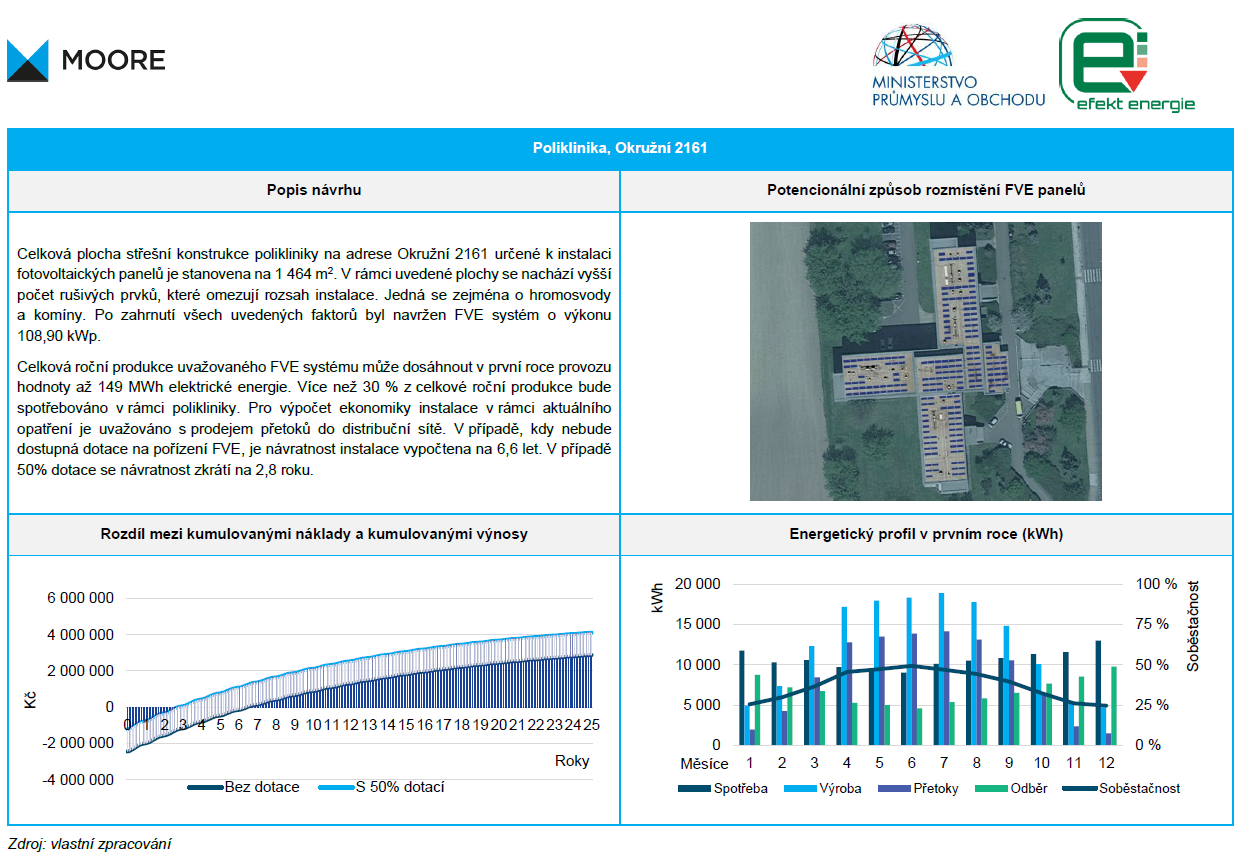 MOORE
MINISTERSTVO
PRŮMYSLU A OBCHODU
efekt energie
Poliklinika, Okružní 2161
Popis návrhu
Potencionální způsob rozmístění FVE panelů
Celková plocha střešní konstrukce polikliniky na adrese Okružní 2161 určené k instalaci
fotovoltaických panelů je stanovena na 1 464 m². V rámci uvedené plochy se nachází vyšší
počet rušivých prvků, které omezují rozsah instalace. Jedná se zejména o hromosvody
a komíny. Po zahrnutí všech uvedených faktorů byl navržen FVE systém o výkonu
108,90 kWp.
Celková roční produkce uvažovaného FVE systému může dosáhnout v první roce provozu
hodnoty až 149 MWh elektrické energie. Více než 30 % z celkové roční produkce bude
spotřebováno v rámci polikliniky. Pro výpočet ekonomiky instalace v rámci aktuálního
opatření je uvažováno s prodejem přetoků do distribuční sítě. V případě, kdy nebude
dostupná dotace na pořízení FVE, je návratnost instalace vypočtena na 6,6 let. V případě
50% dotace se návratnost zkrátí na 2,8 roku.
Rozdíl mezi kumulovanými náklady a kumulovanými výnosy
6 000 000
4 000 000
2 000 000
0
-2 000 000
-4 000 000
Kč
0 1 2 3 4 5 6 7 8 9 10 11 12 13 14 15 16 17 18 19 20 21 22 23 24 25
Roky
Bez dotace
S 50% dotací
Energetický profil v prvním roce (kWh)
kWh
20 000
15 000
10 000
5 000
0
100 %
75 %
50 %
25 %
0 %
Soběstačnost
Měsíce 1 2 3 4 5 6 7 8 9 10 11 12
Spotřeba
Výroba
Přetoky
Odběr
Soběstačnost
Zdroj: vlastní zpracování